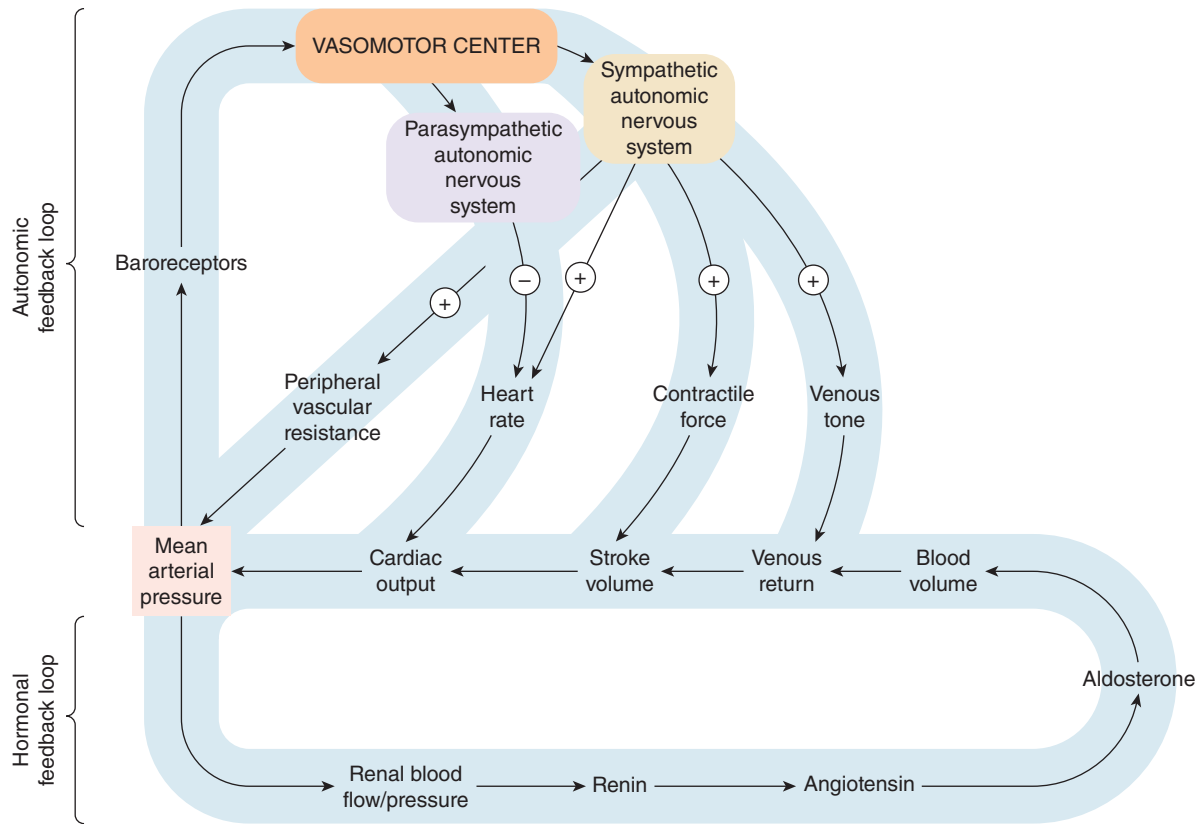 VASOMOTOR CENTER
Sympathetic
autonomic
nervous
system
Parasympathetic
autonomic
nervous
system
Autonomic
feedback loop
Baroreceptors
+
−
+
+
+
Peripheral
vascular
resistance
Heart
rate
Contractile
force
Venous
tone
Mean
arterial
pressure
Cardiac
output
Stroke
volume
Venous
return
Blood
volume
Hormonal
feedback loop
Aldosterone
Renal blood
flow/pressure
Renin
Angiotensin